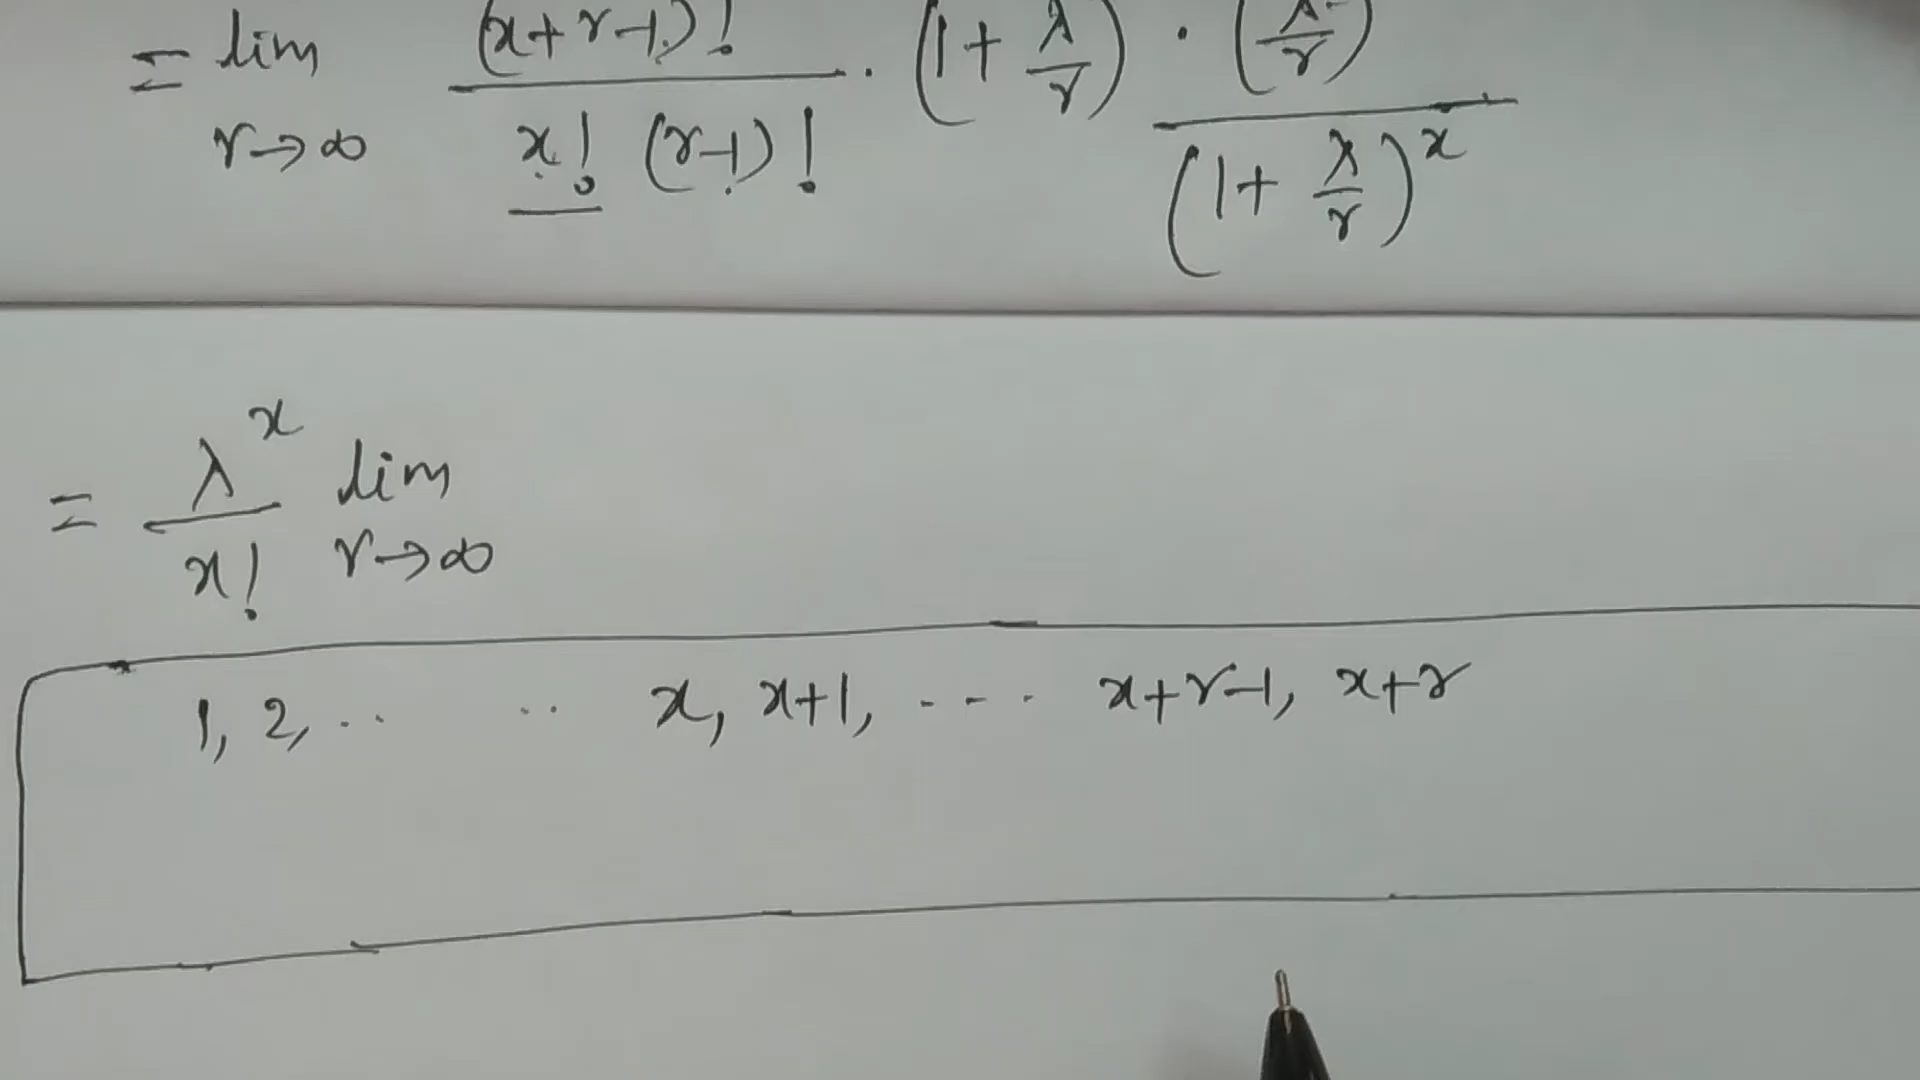 = lim r→∞ (x+r-1)! / x! (r-1)! · (1 + λ/r) · (λ/r) / (1 + λ/r)^x
= λ^x / x! lim r→∞
1, 2, .. .. x, x+1, .... x+r-1, x+r